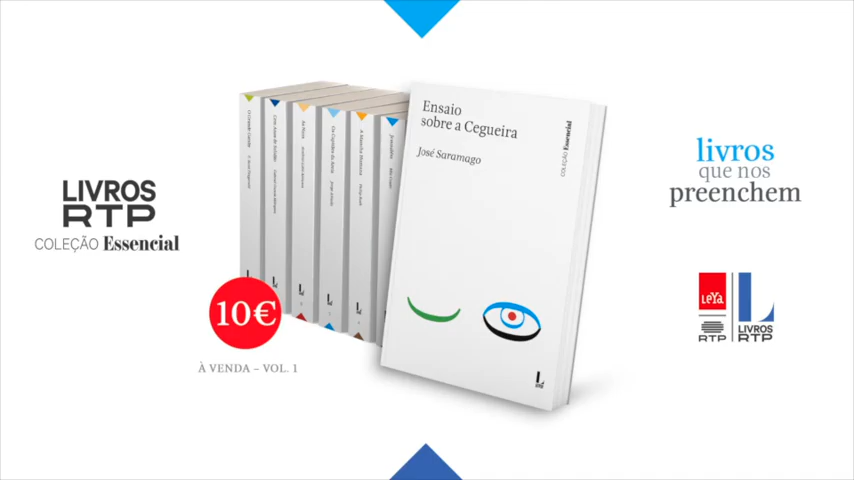 LIVROS
RTP
COLEÇÃO Essencial
10€
À VENDA – VOL. 1
Ensaio
sobre a Cegueira
José Saramago
COLEÇÃO Essencial
livros
que nos
preenchem
LeYa
RTP
LIVROS
RTP